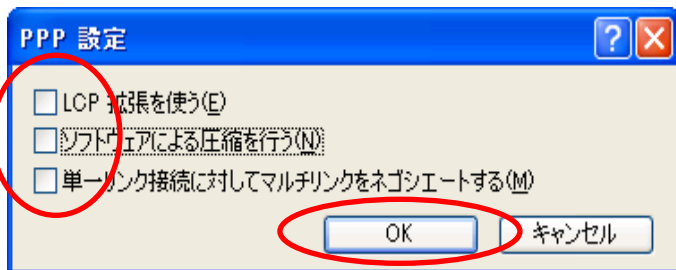 PPP 設定
LCP 拡張を使う(E)
ソフトウェアによる圧縮を行う(N)
単一リンク接続に対してマルチリンクをネゴシエートする(M)
OK キャンセル